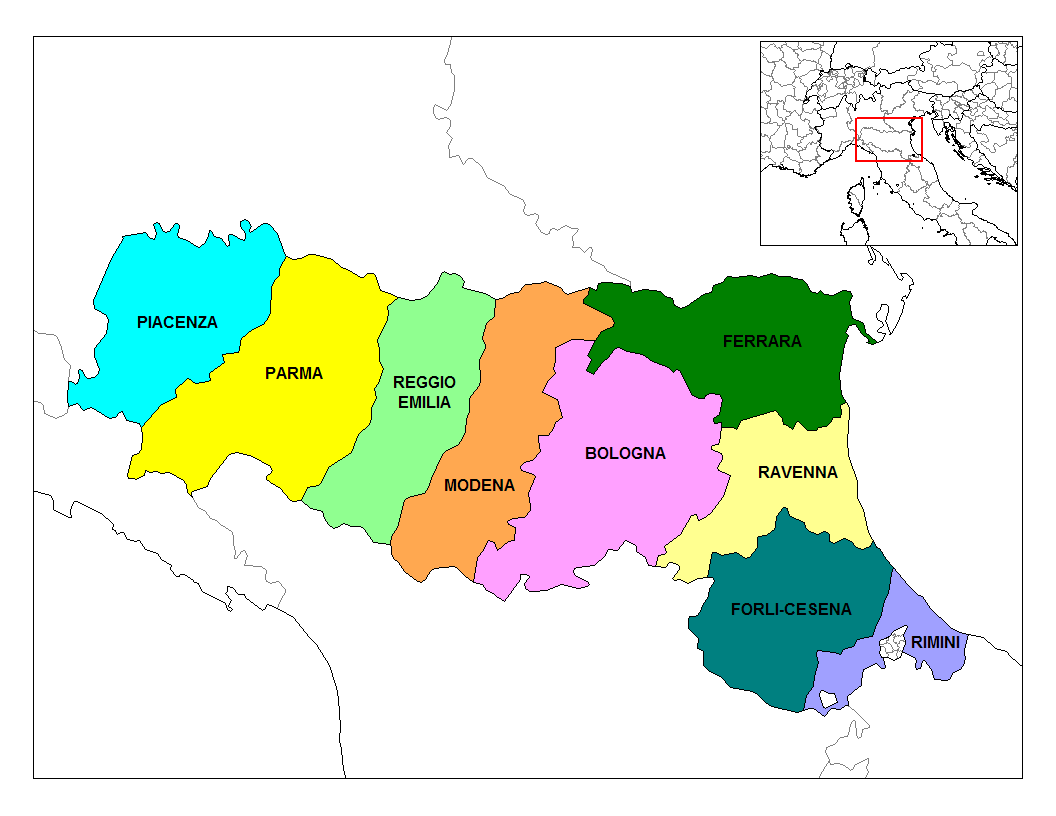 PIACENZA
PARMA
REGGIO
EMILIA
MODENA
BOLOGNA
FERRARA
RAVENNA
FORLI-CESENA
RIMINI